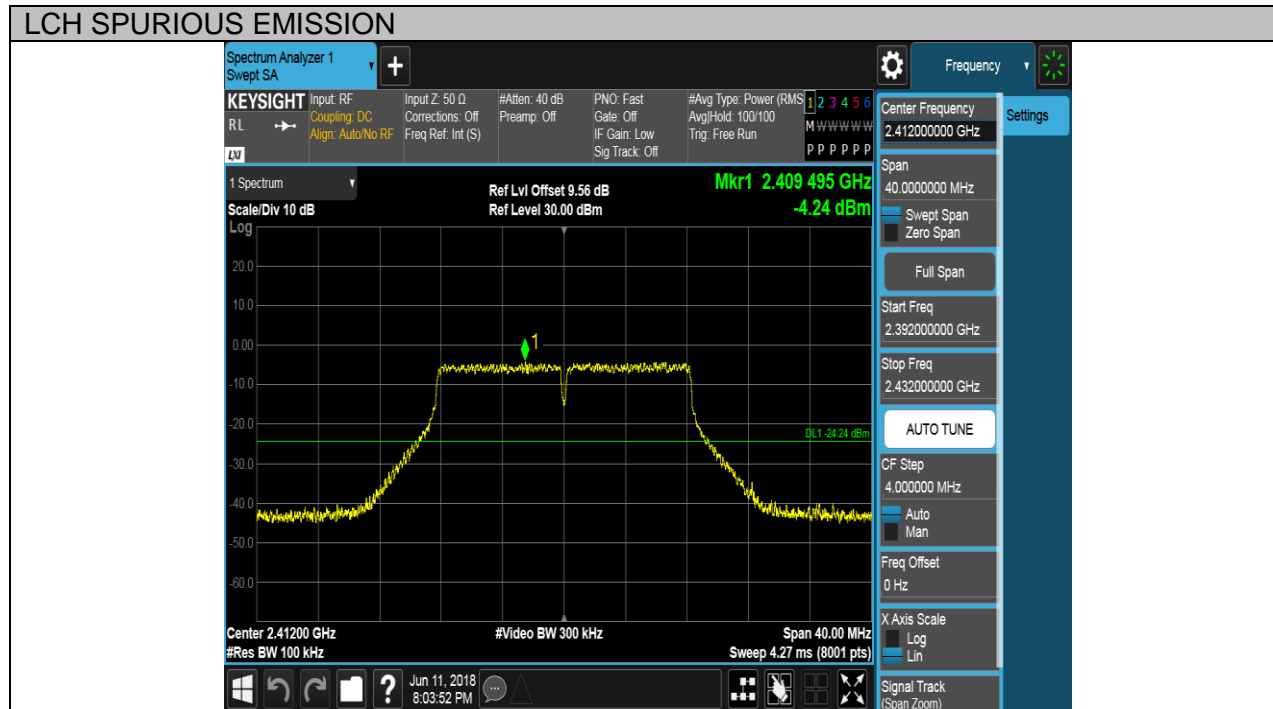 LCH SPURIOUS EMISSION
Spectrum Analyzer 1
Swept SA
+
Frequency
KEYSIGHT
RL
LXI
Input: RF
Coupling: DC
Align: Auto/No RF
Input Z: 50 Ω
Corrections: Off
Freq Ref: Int (S)
#Atten: 40 dB
Preamp: Off
PNO: Fast
Gate: Off
IF Gain: Low
Sig Track: Off
#Avg Type: Power (RMS
Avg|Hold: 100/100
Trig: Free Run
1 2 3 4 5 6
M W W W W W
P P P P P P
1 Spectrum
Scale/Div 10 dB
Log
Ref Lvl Offset 9.56 dB
Ref Level 30.00 dBm
Mkr1 2.409 495 GHz
-4.24 dBm
20.0
10.0
0.00
-10.0
-20.0
-30.0
-40.0
-50.0
-60.0
1
DL1 -24.24 dBm
Center 2.41200 GHz
#Res BW 100 kHz
#Video BW 300 kHz
Span 40.00 MHz
Sweep 4.27 ms (8001 pts)
?
Jun 11, 2018
8:03:52 PM
Center Frequency
2.412000000 GHz
Span
40.0000000 MHz
Swept Span
Zero Span
Full Span
Start Freq
2.392000000 GHz
Stop Freq
2.432000000 GHz
AUTO TUNE
CF Step
4.000000 MHz
Auto
Man
Freq Offset
0 Hz
X Axis Scale
Log
Lin
Signal Track
(Span Zoom)
Settings